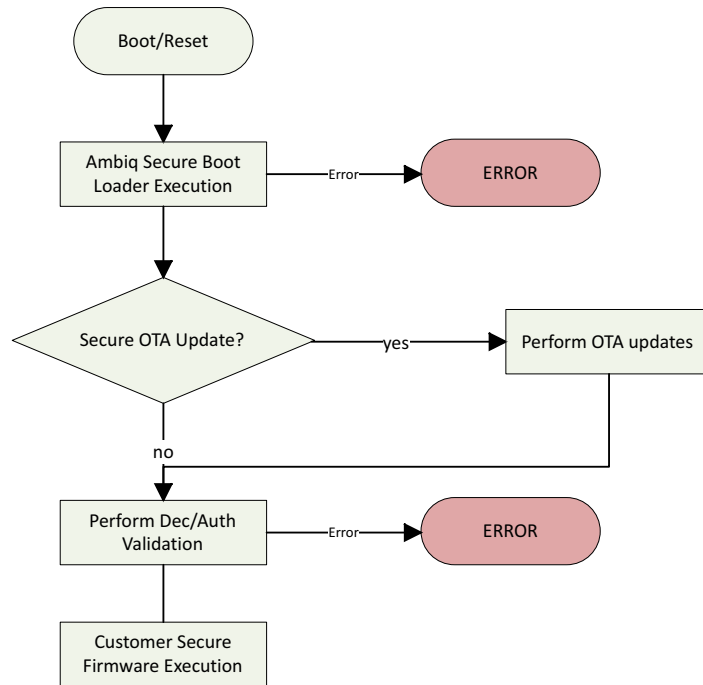 Boot/Reset
Ambiq Secure Boot
Loader Execution
Error
ERROR
Secure OTA Update?
yes
Perform OTA updates
no
Perform Dec/Auth
Validation
Error
ERROR
Customer Secure
Firmware Execution